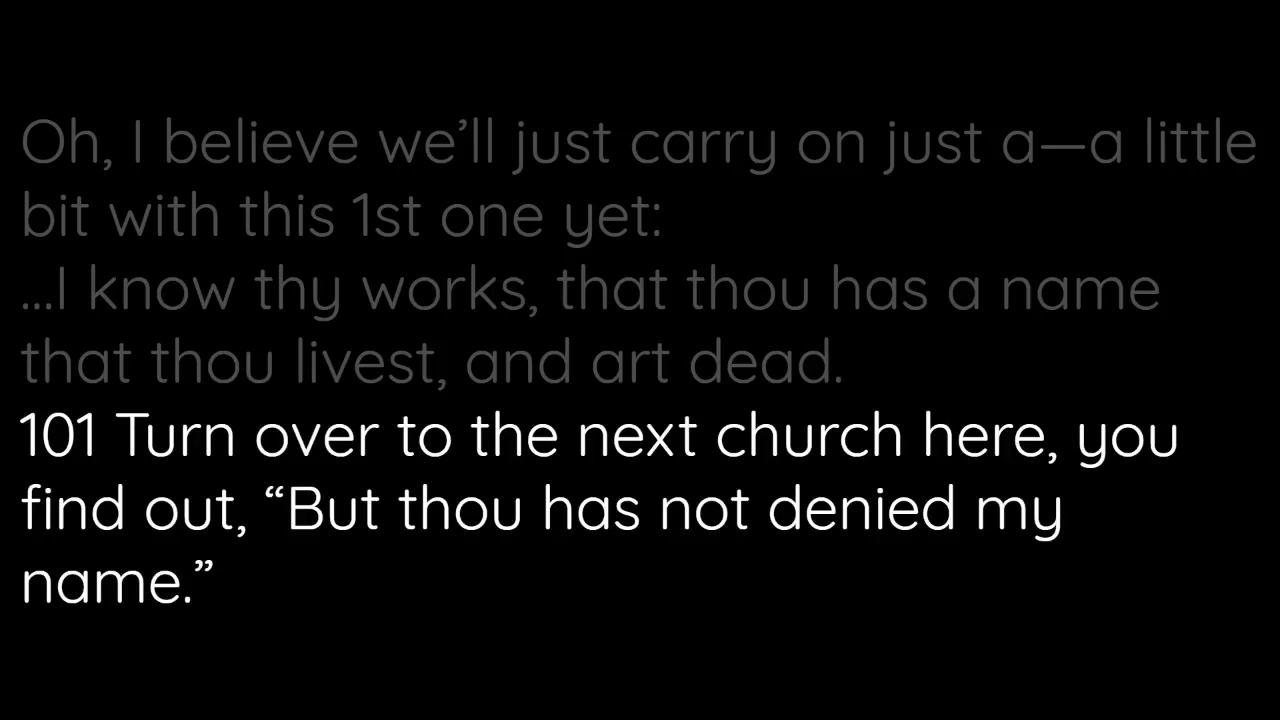 Oh, I believe we’ll just carry on just a—a little
bit with this 1st one yet:
...I know thy works, that thou has a name
that thou livest, and art dead.
101 Turn over to the next church here, you
find out, “But thou has not denied my
name.”